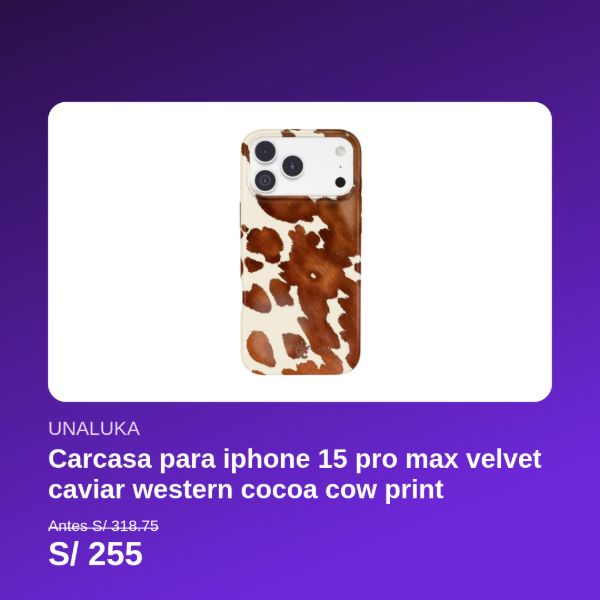 UNALUKA
Carcasa para iphone 15 pro max velvet
caviar western cocoa cow print
Antes S/ 318.75
S/ 255